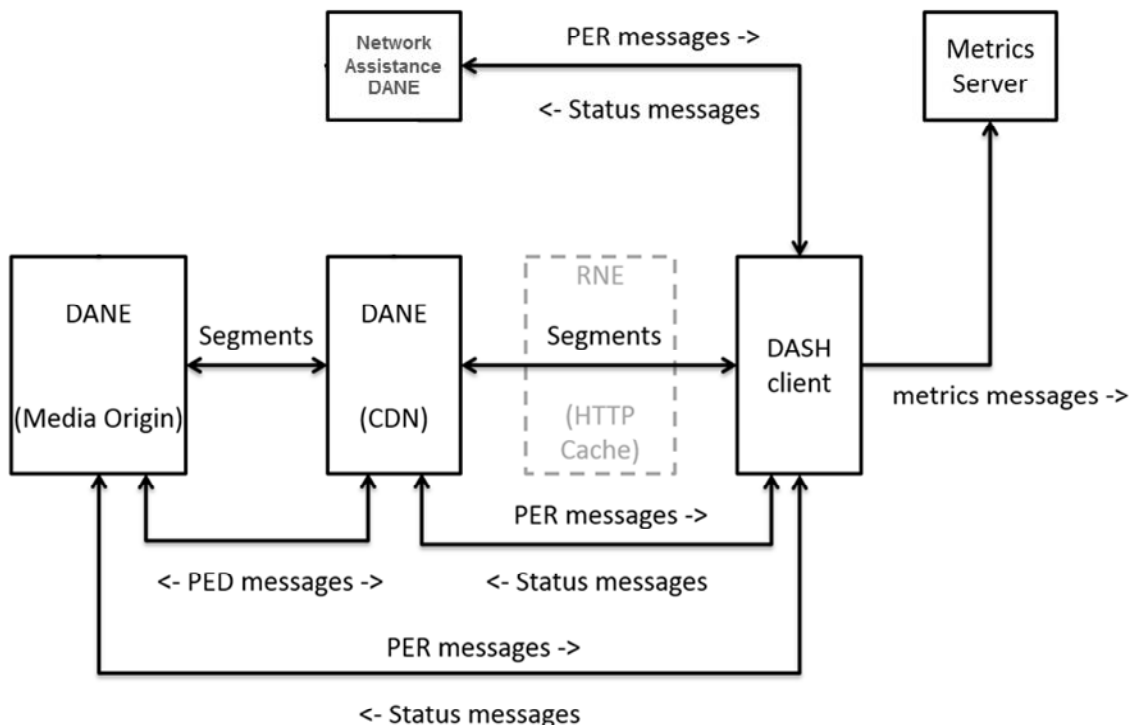 Network
Assistance
DANE
PER messages ->
<- Status messages
Metrics
Server
DANE
(Media Origin)
Segments
DANE
(CDN)
RNE
Segments
(HTTP
Cache)
DASH
client
metrics messages ->
PER messages ->
<- PED messages ->
<- Status messages
PER messages ->
<- Status messages